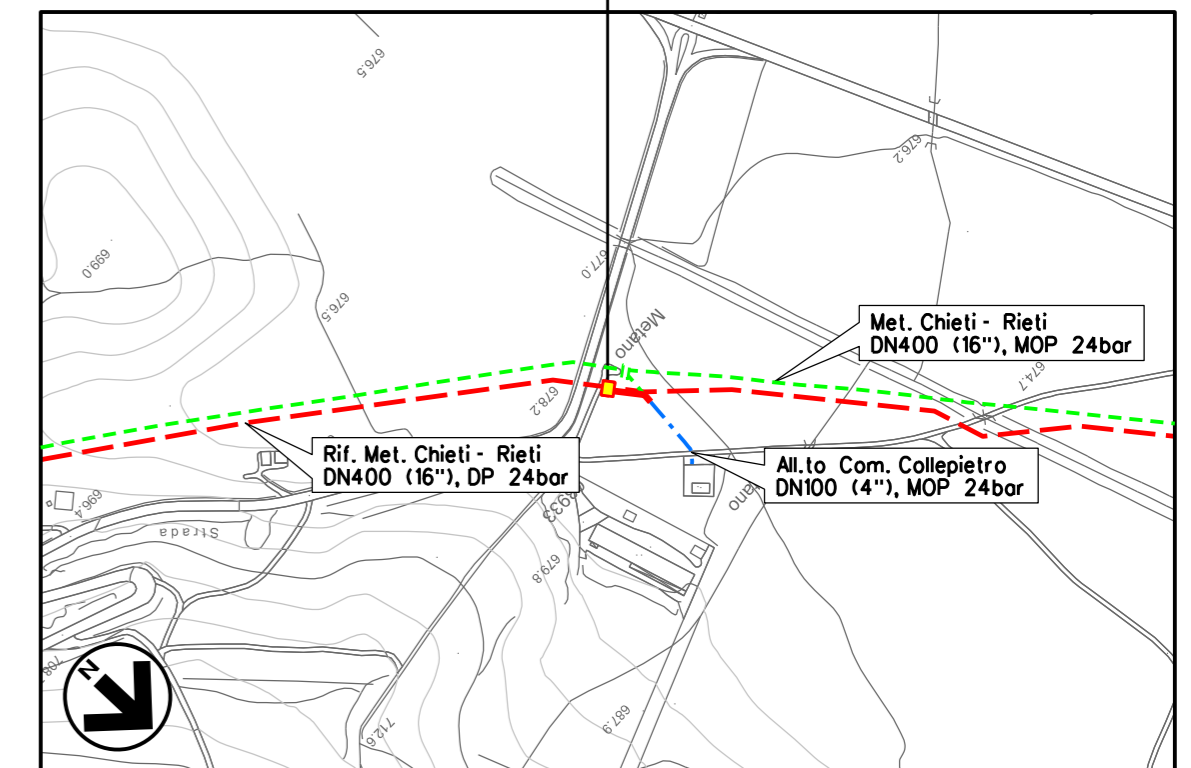 676.5
676.2
699.0
677.0
676.5
Metano
Met. Chieti - Rieti
DN400 (16"), MOP 24bar
674.7
678.2
Rif. Met. Chieti - Rieti
DN400 (16"), DP 24bar
All.to Com. Collepietro
DN100 (4"), MOP 24bar
696.4
Strada
679.8
N
712.6
687.9